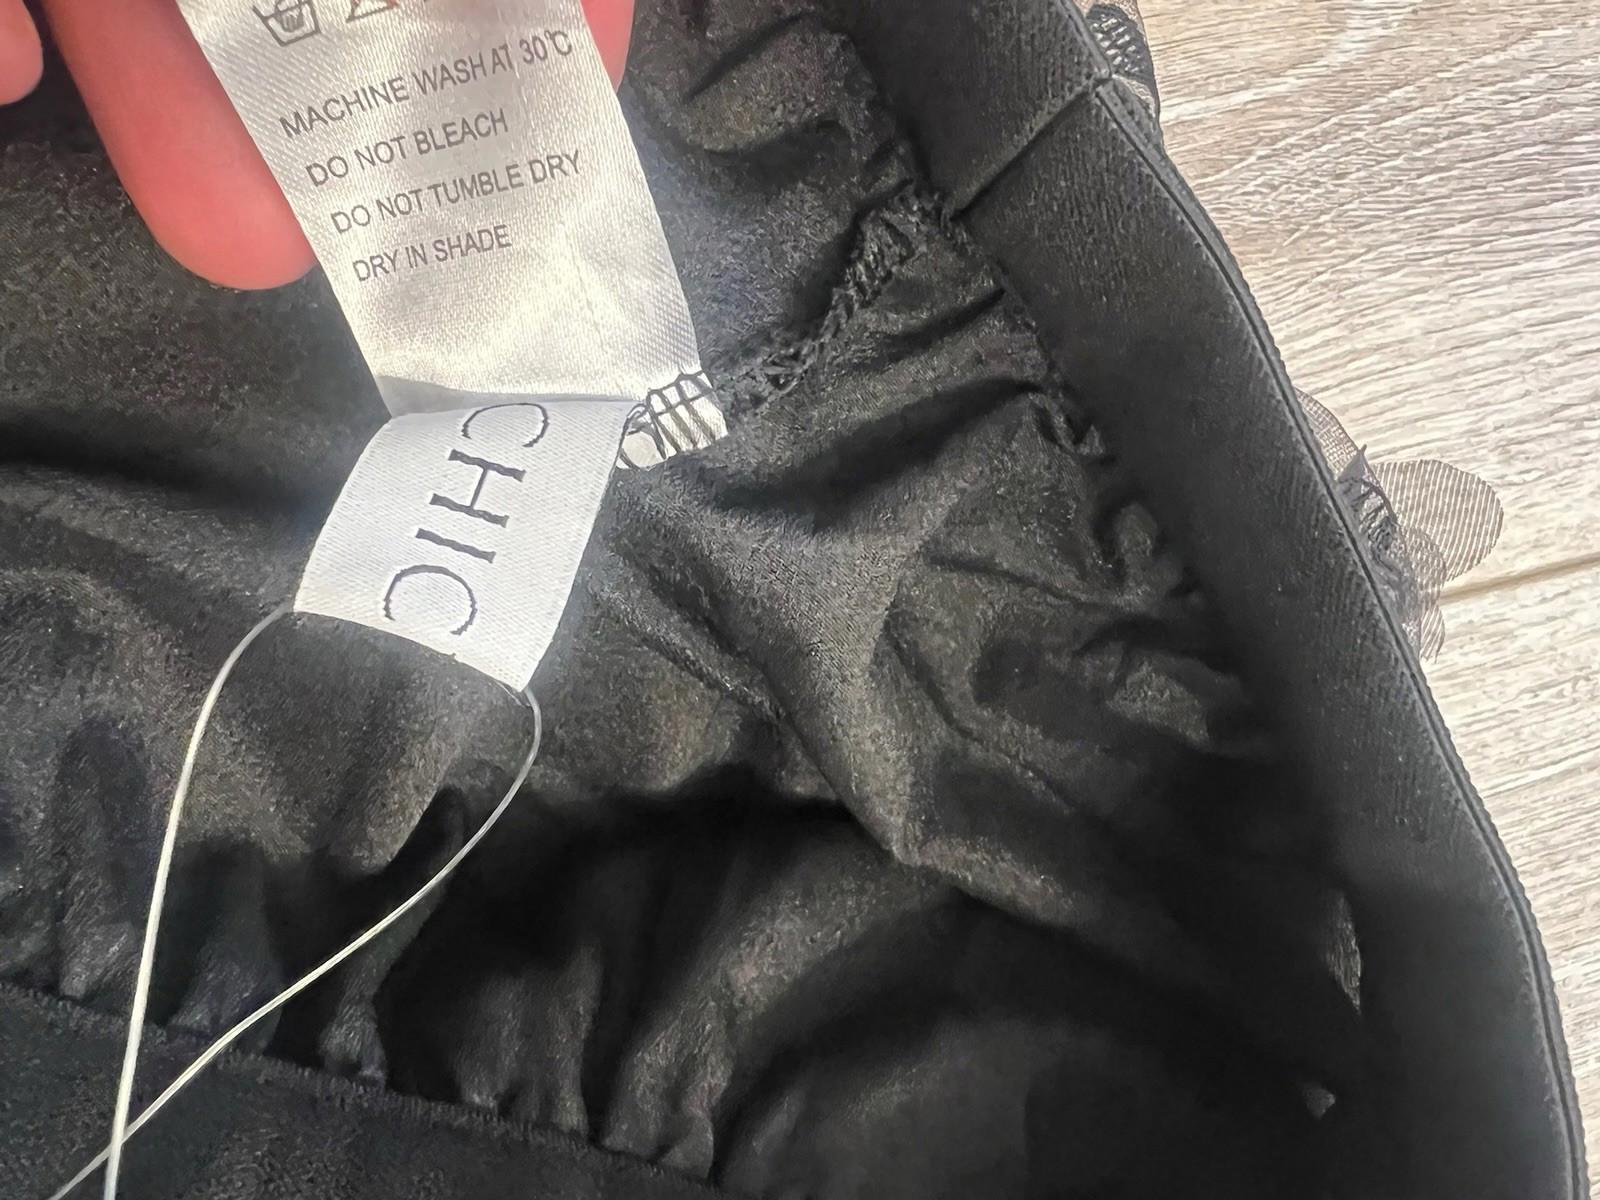 MACHINE WASH AT 30°C
DO NOT BLEACH
DO NOT TUMBLE DRY
DRY IN SHADE
CHIC